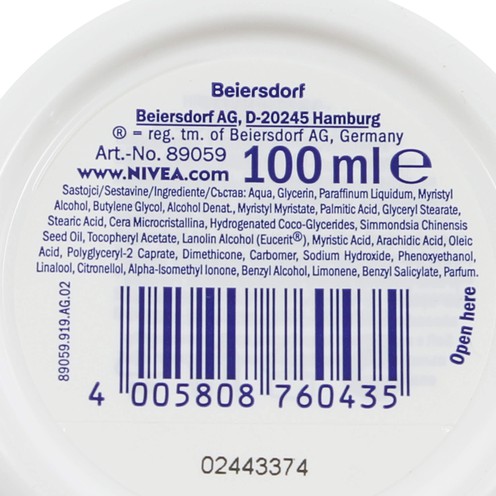 Beiersdorf
Beiersdorf AG, D-20245 Hamburg
® = reg. tm. of Beiersdorf AG, Germany
Art.-No. 89059 100 ml e
www.NIVEA.com
Sastojci/Sestavine/Ingrediente/Състав: Aqua, Glycerin, Paraffinum Liquidum, Myristyl
Alcohol, Butylene Glycol, Alcohol Denat., Myristyl Myristate, Palmitic Acid, Glyceryl Stearate,
Stearic Acid, Cera Microcristallina, Hydrogenated Coco-Glycerides, Simmondsia Chinensis
Seed Oil, Tocopheryl Acetate, Lanolin Alcohol (Eucerit®), Myristic Acid, Arachidic Acid, Oleic
Acid, Polyglyceryl-2 Caprate, Dimethicone, Carbomer, Sodium Hydroxide, Phenoxyethanol,
Linalool, Citronellol, Alpha-Isomethyl Ionone, Benzyl Alcohol, Limonene, Benzyl Salicylate, Parfum.
89059.919.AG.02
Open here
4 005808 760435
02443374